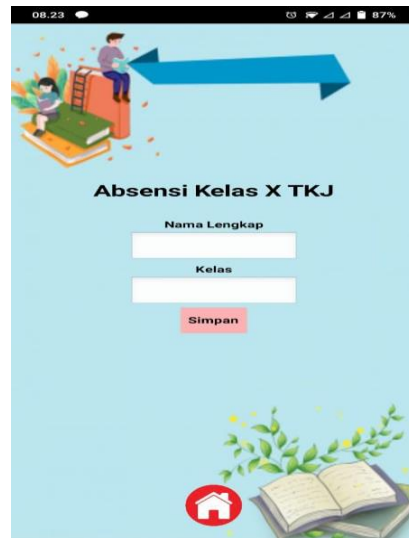 08.23
87%
Absensi Kelas X TKJ
Nama Lengkap
Kelas
Simpan